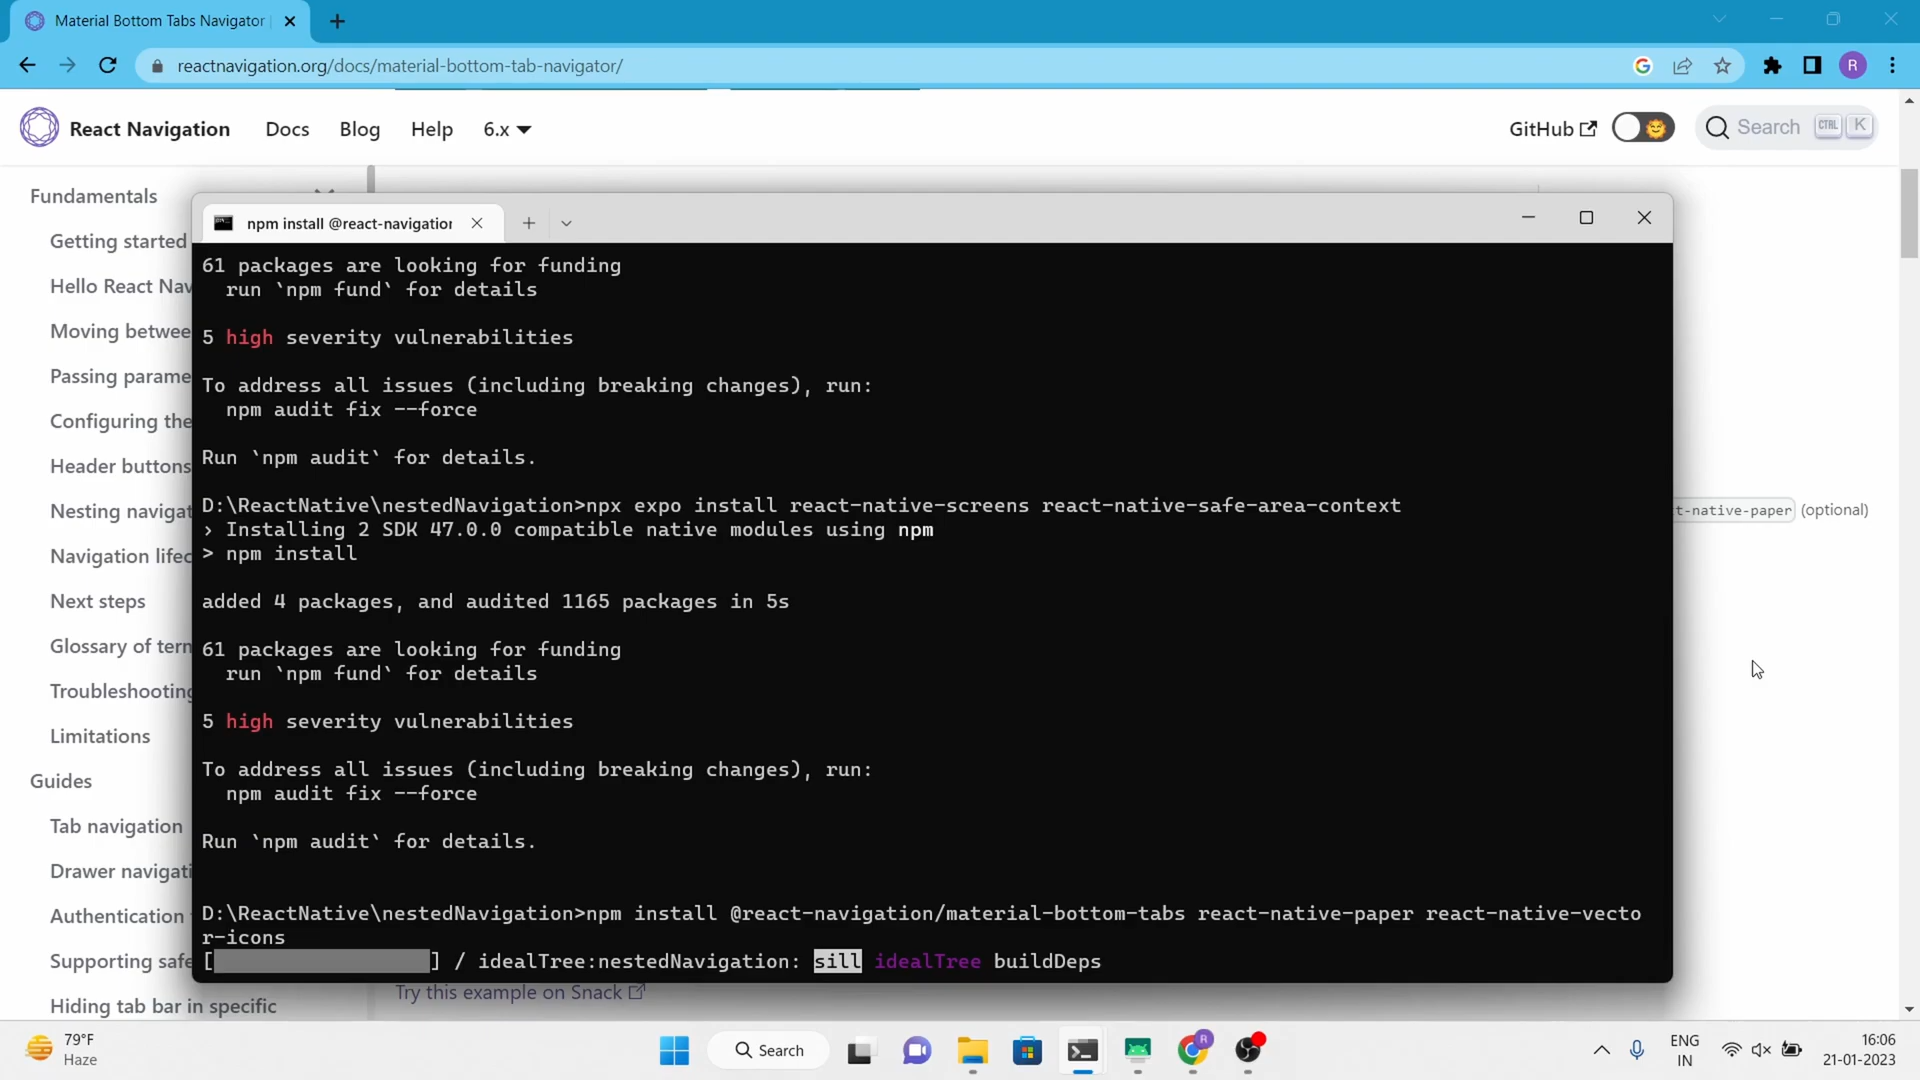 Material Bottom Tabs Navigator
reactnavigation.org/docs/material-bottom-tab-navigator/
R
React Navigation
Docs
Blog
Help
6.x
GitHub
Search
CTRL
K
Fundamentals
Getting started
Hello React Nav
Moving betwee
Passing parame
Configuring the
Header buttons
Nesting navigat
Navigation lifec
Next steps
Glossary of tern
Troubleshooting
Limitations
Guides
Tab navigation
Drawer navigati
Authentication
Supporting safe
Hiding tab bar in specific
npm install @react-navigation
61 packages are looking for funding
run `npm fund` for details
5 high severity vulnerabilities
To address all issues (including breaking changes), run:
npm audit fix --force
Run `npm audit` for details.
D:\ReactNative\nestedNavigation>npx expo install react-native-screens react-native-safe-area-context
› Installing 2 SDK 47.0.0 compatible native modules using npm
> npm install
added 4 packages, and audited 1165 packages in 5s
61 packages are looking for funding
run `npm fund` for details
5 high severity vulnerabilities
To address all issues (including breaking changes), run:
npm audit fix --force
Run `npm audit` for details.
D:\ReactNative\nestedNavigation>npm install @react-navigation/material-bottom-tabs react-native-paper react-native-vecto
r-icons
[ ] / idealTree:nestedNavigation: sill idealTree buildDeps
t-native-paper (optional)
Try this example on Snack
79°F
Haze
Search
R
ENG
IN
16:06
21-01-2023